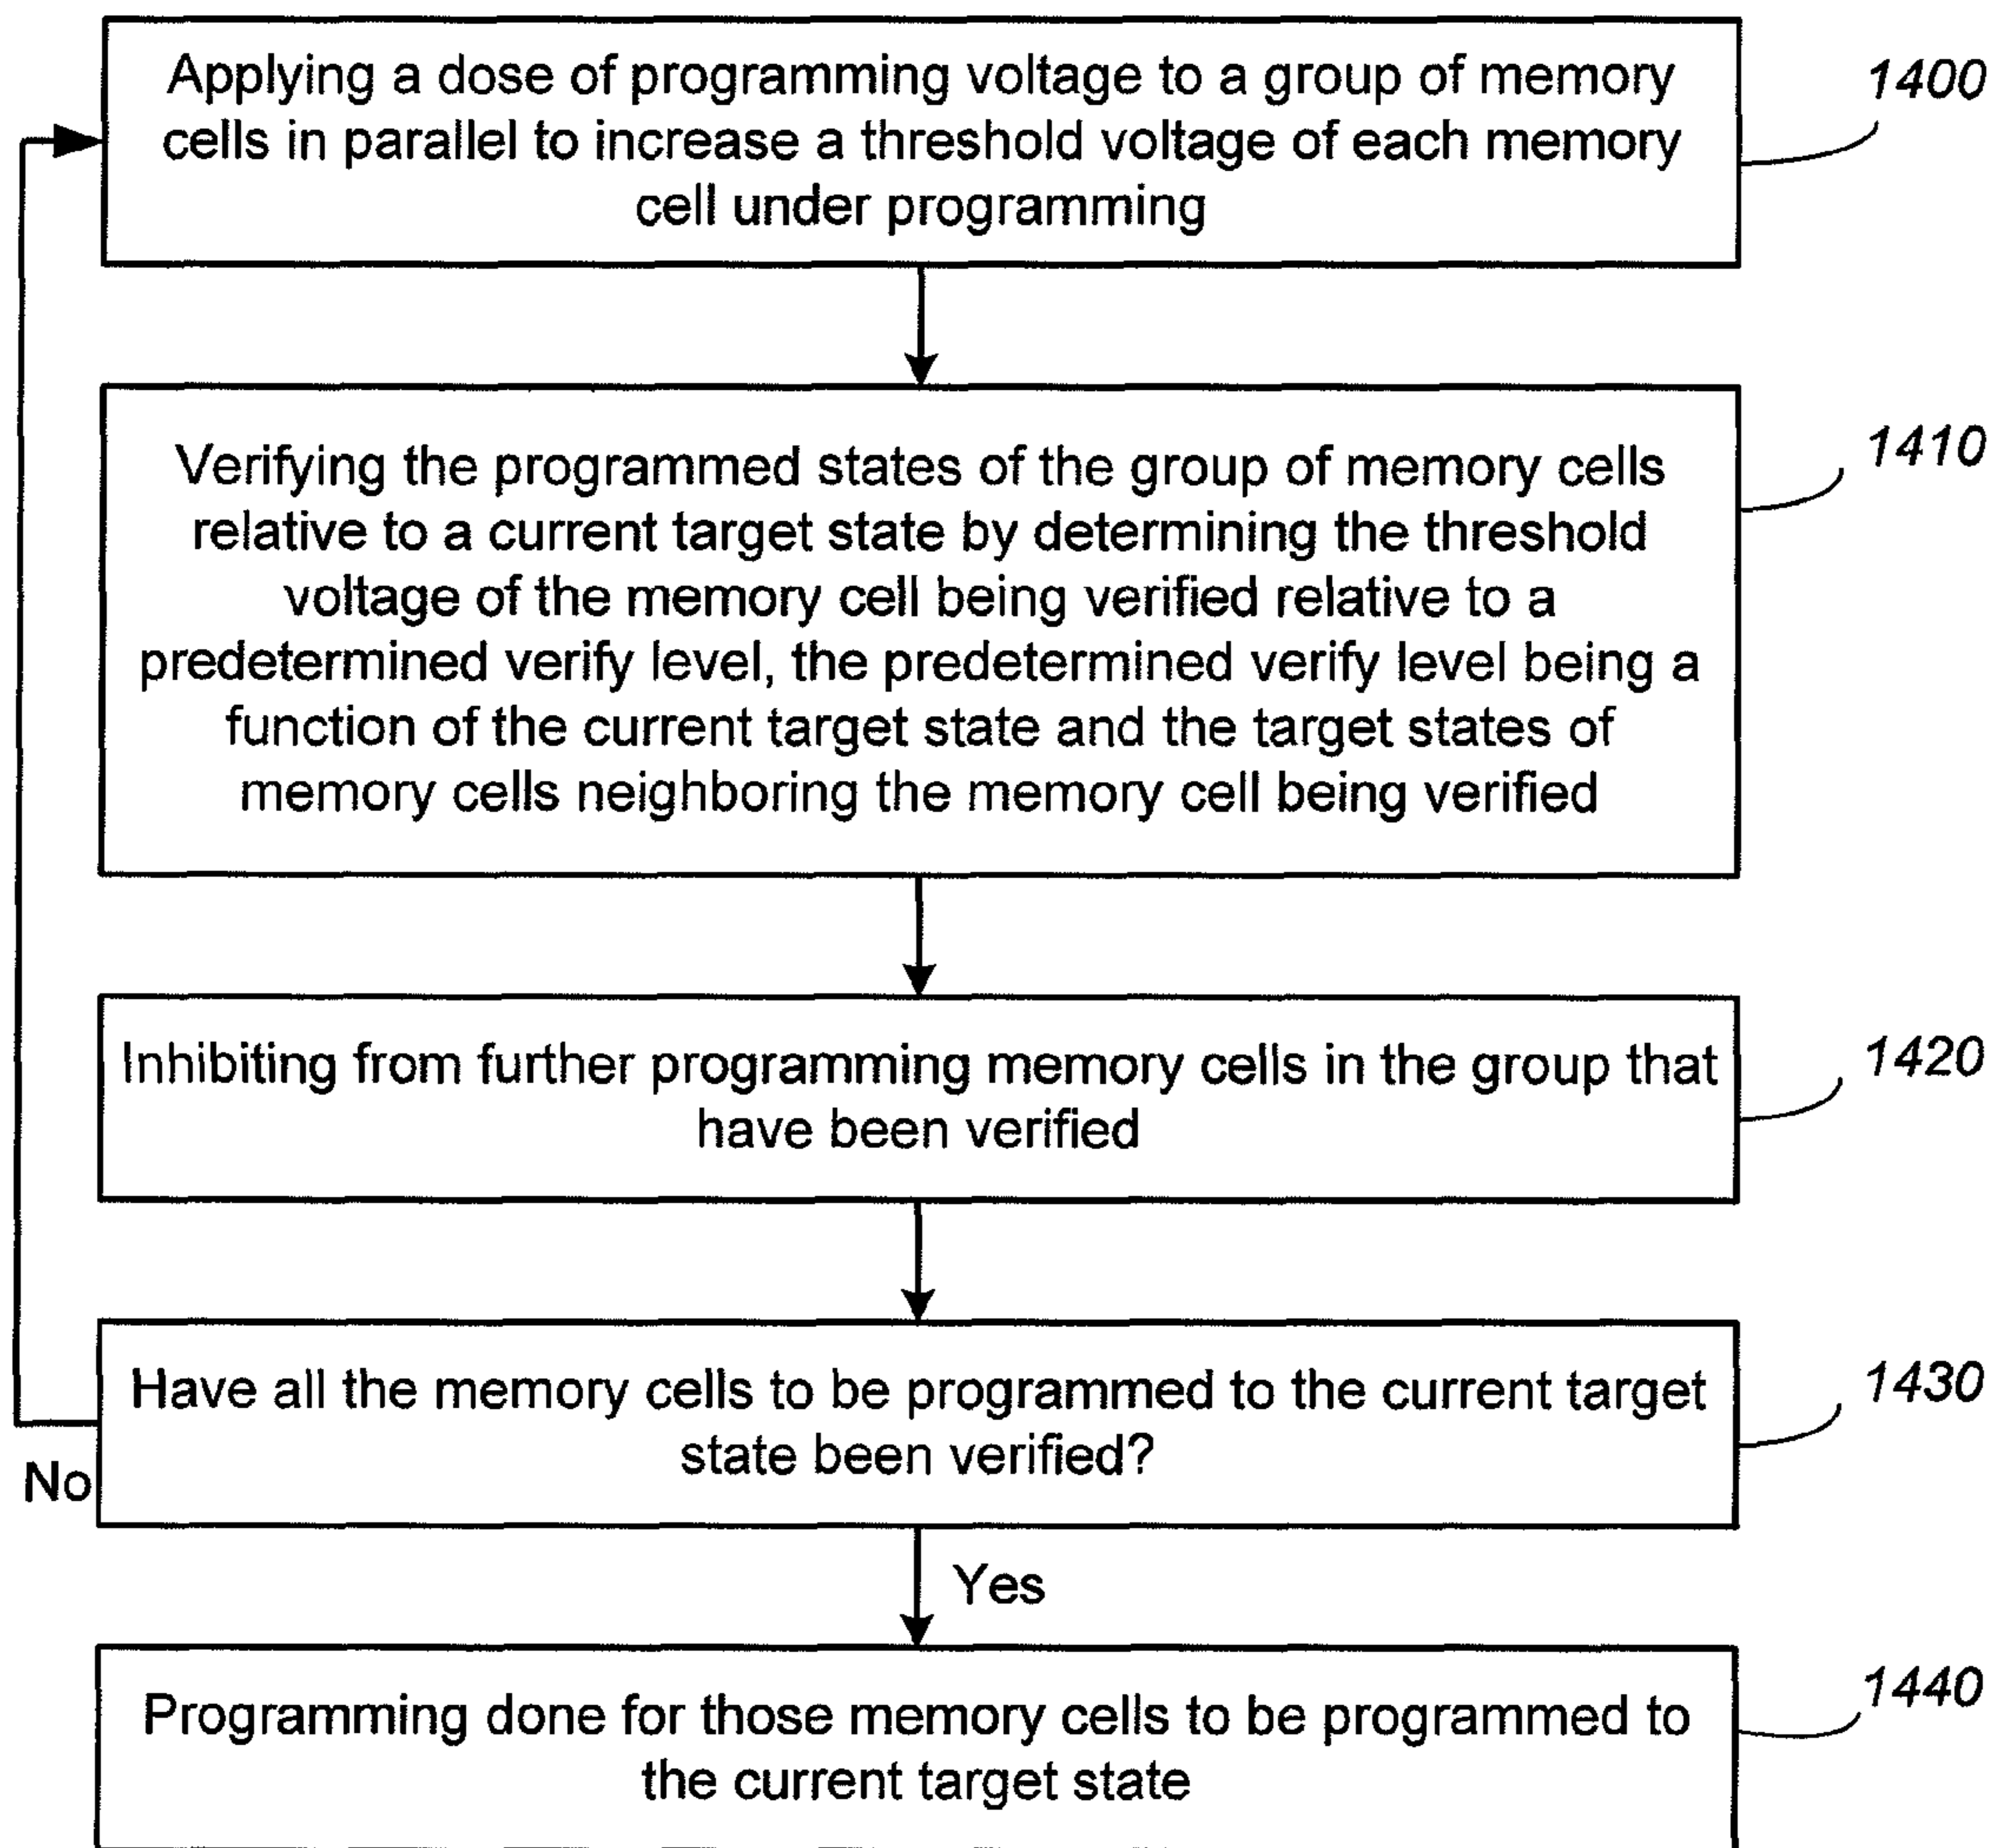 Applying a dose of programming voltage to a group of memory
cells in parallel to increase a threshold voltage of each memory
cell under programming
1400
Verifying the programmed states of the group of memory cells
relative to a current target state by determining the threshold
voltage of the memory cell being verified relative to a
predetermined verify level, the predetermined verify level being a
function of the current target state and the target states of
memory cells neighboring the memory cell being verified
1410
Inhibiting from further programming memory cells in the group that
have been verified
1420
Have all the memory cells to be programmed to the current target
state been verified?
1430
No
Yes
Programming done for those memory cells to be programmed to
the current target state
1440